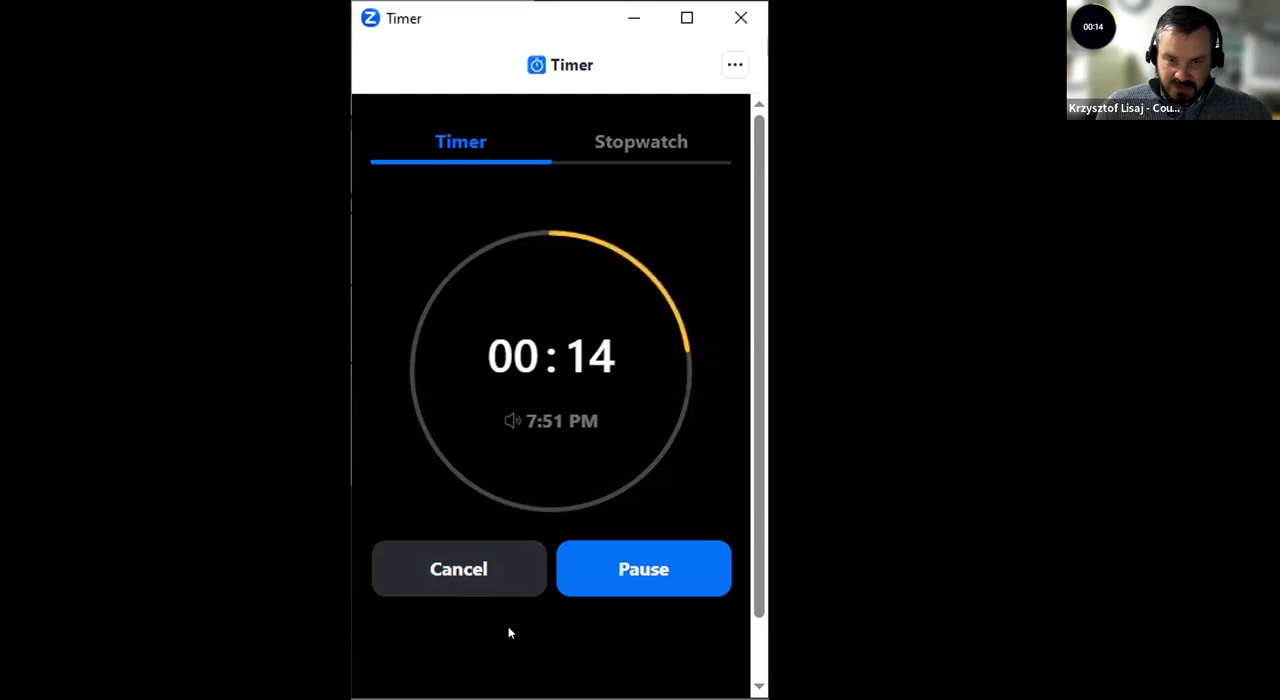 Timer
Timer
Timer Stopwatch
00:14
7:51 PM
Cancel Pause
00:14
Krzysztof Lisaj - Cou...